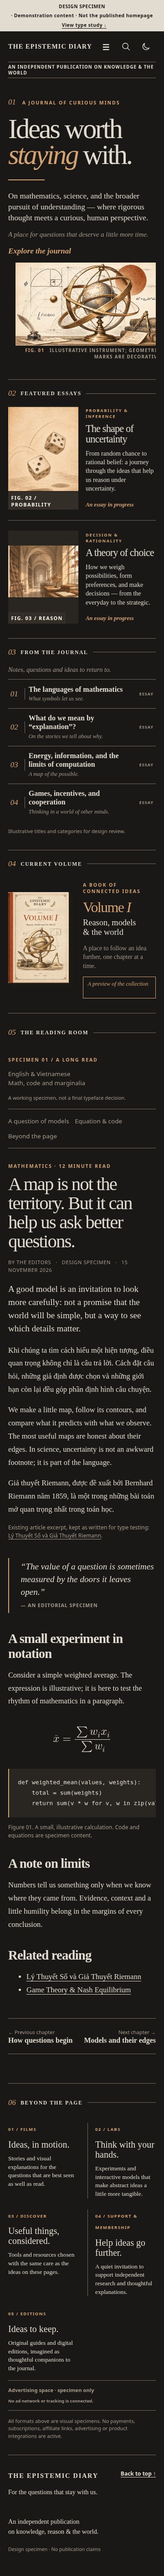 DESIGN SPECIMEN
· Demonstration content · Not the published homepage
View type study ↓
THE EPISTEMIC DIARY
AN INDEPENDENT PUBLICATION ON KNOWLEDGE & THE
WORLD
01 A JOURNAL OF CURIOUS MINDS
Ideas worth
staying with.
On mathematics, science, and the broader
pursuit of understanding — where curious
thought meets a curious, human perspective.
A place for questions that deserve a little more time.
Explore the journal
FIG. 01 ILLUSTRATIVE INSTRUMENT; GEOMETRI
MARKS ARE DECORATIV
02 FEATURED ESSAYS
FIG. 02 /
PROBABILITY
PROBABILITY &
INFERENCE
The shape of
uncertainty
From random chance to
rational belief: a journey
through the ideas that help
us reason under
uncertainty.
An essay in progress
FIG. 03 / REASON
DECISION &
RATIONALITY
A theory of choice
How we weigh
possibilities, form
preferences, and make
decisions — from the
everyday to the strategic.
An essay in progress
03 FROM THE JOURNAL
Notes, questions and ideas to return to.
01 The languages of mathematics ESSAY
What symbols let us see.
02 What do we mean by
“explanation”? ESSAY
On the stories we tell about why.
03 Energy, information, and the
limits of computation ESSAY
A map of the possible.
04 Games, incentives, and
cooperation ESSAY
Thinking in a world of other minds.
Illustrative titles and categories for design review.
04 CURRENT VOLUME
THE
EPISTEMIC
DIARY
VOLUME I
A BOOK OF
CONNECTED IDEAS
Volume I
Reason, models
& the world
A place to follow an idea
further, one chapter at a
time.
A preview of the collection
05 THE READING ROOM
SPECIMEN 01 / A LONG READ
English & Vietnamese
Math, code and marginalia
A working specimen, not a final typeface decision.
A question of models Equation & code
Beyond the page
MATHEMATICS · 12 MINUTE READ
A map is not the
territory. But it can
help us ask better
questions.
BY THE EDITORS · DESIGN SPECIMEN · 15
NOVEMBER 2026
A good model is an invitation to look
more carefully: not a promise that the
world will be simple, but a way to see
which details matter.
Khi chúng ta tìm cách hiểu một hiện tượng, điều
quan trọng không chỉ là câu trả lời. Cách đặt câu
hỏi, những giả định được chọn và những giới
hạn còn lại đều góp phần định hình câu chuyện.
We make a little map, follow its contours, and
compare what it predicts with what we observe.
The most useful maps are honest about their
edges. In science, uncertainty is not an awkward
footnote; it is part of the language.
Giả thuyết Riemann, được đề xuất bởi Bernhard
Riemann năm 1859, là một trong những bài toán
mở quan trọng nhất trong toán học.
Existing article excerpt, kept as written for type testing:
Lý Thuyết Số và Giả Thuyết Riemann.
“The value of a question is sometimes
measured by the doors it leaves
open.”
— AN EDITORIAL SPECIMEN
A small experiment in
notation
Consider a simple weighted average. The
expression is illustrative; it is here to test the
rhythm of mathematics in a paragraph.
x̄ = ∑ wᵢxᵢ / ∑ wᵢ
def weighted_mean(values, weights):
total = sum(weights)
return sum(v * w for v, w in zip(va
Figure 01. A small, illustrative calculation. Code and
equations are specimen content.
A note on limits
Numbers tell us something only when we know
where they came from. Evidence, context and a
little humility belong in the margins of every
conclusion.
Related reading
• Lý Thuyết Số và Giả Thuyết Riemann
• Game Theory & Nash Equilibrium
← Previous chapter
How questions begin
Next chapter →
Models and their edges
06 BEYOND THE PAGE
01 / FILMS
Ideas, in motion.
Stories and visual
explanations for the
questions that are best seen
as well as read.
02 / LABS
Think with your
hands.
Experiments and
interactive models that
make abstract ideas a
little more tangible.
03 / DISCOVER
Useful things,
considered.
Tools and resources chosen
with the same care as the
ideas on these pages.
04 / SUPPORT &
MEMBERSHIP
Help ideas go
further.
A quiet invitation to
support independent
research and thoughtful
explanations.
05 / EDITIONS
Ideas to keep.
Original guides and digital
editions, imagined as
thoughtful companions to
the journal.
Advertising space · specimen only
No ad network or tracking is connected.
All formats above are visual specimens. No payments,
subscriptions, affiliate links, advertising or product
integrations are active.
THE EPISTEMIC DIARY
Back to top ↑
For the questions that stay with us.
An independent publication
on knowledge, reason & the world.
Design specimen · No publication claims